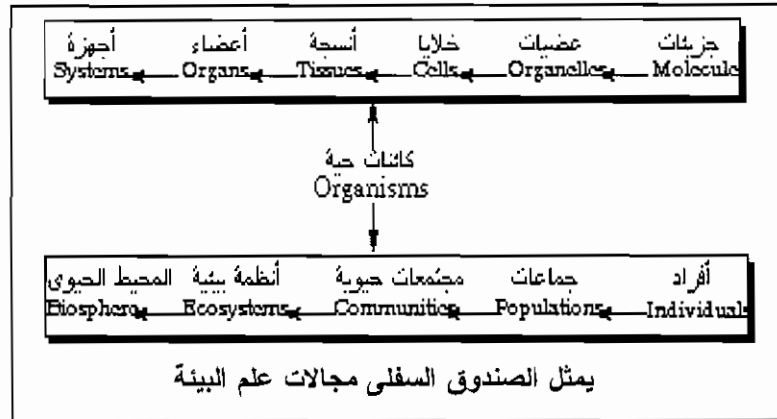 جزيئات عضيات خلايا أنسجة أعضاء أجهزة
Systems Organs Tissues Cells Organelles Molecule
كائنات حية
Organisms
أفراد جماعات مجتمعات حيوية أنظمة بيئية المحيط الحيوى
Biosphere Ecosystems Communities Populations Individuals
يمثل الصندوق السفلى مجالات علم البيئة